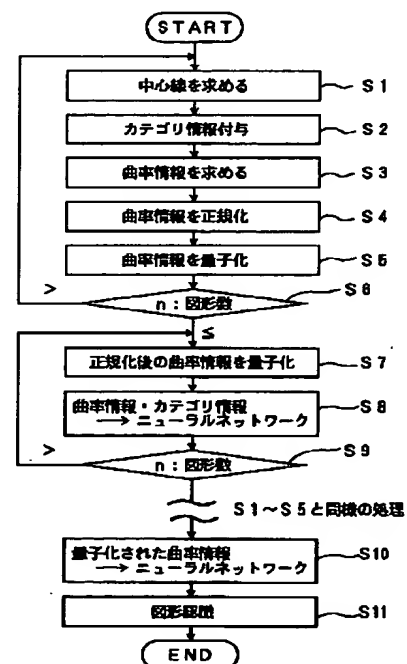 START
中心線を求める S1
カテゴリ情報付与 S2
曲率情報を求める S3
曲率情報を正規化 S4
曲率情報を量子化 S5
>
n:図形数 S6
≦
正規化後の曲率情報を量子化 S7
曲率情報・カテゴリ情報
→ ニューラルネットワーク S8
>
n:図形数 S9
S1~S5と同様の処理
量子化された曲率情報
→ ニューラルネットワーク S10
図形認識 S11
END